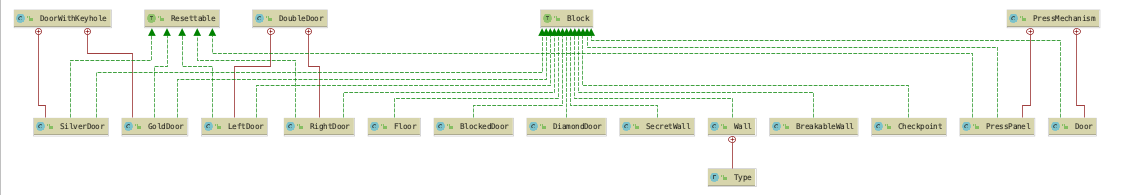 DoorWithKeyhole
Resettable
DoubleDoor
Block
PressMechanism
SilverDoor
GoldDoor
LeftDoor
RightDoor
Floor
BlockedDoor
DiamondDoor
SecretWall
Wall
BreakableWall
Checkpoint
PressPanel
Door
Type